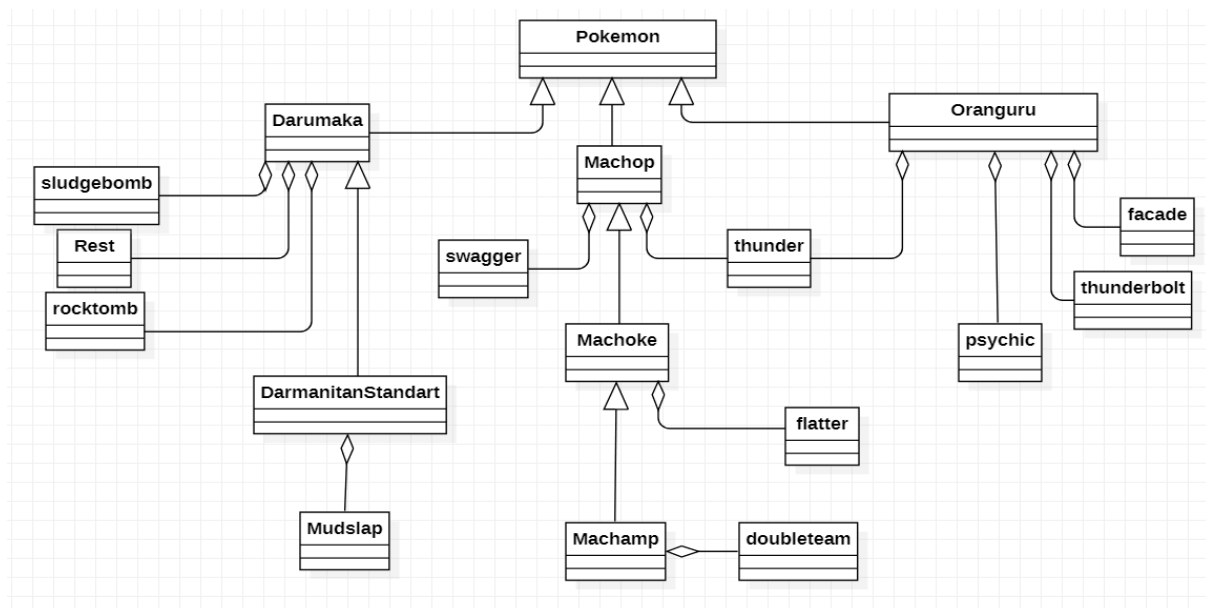 Pokemon
Darumaka
Oranguru
Machop
sludgebomb
facade
Rest
swagger
thunder
thunderbolt
rocktomb
Machoke
psychic
DarmanitanStandart
flatter
Mudslap
Machamp
doubleteam